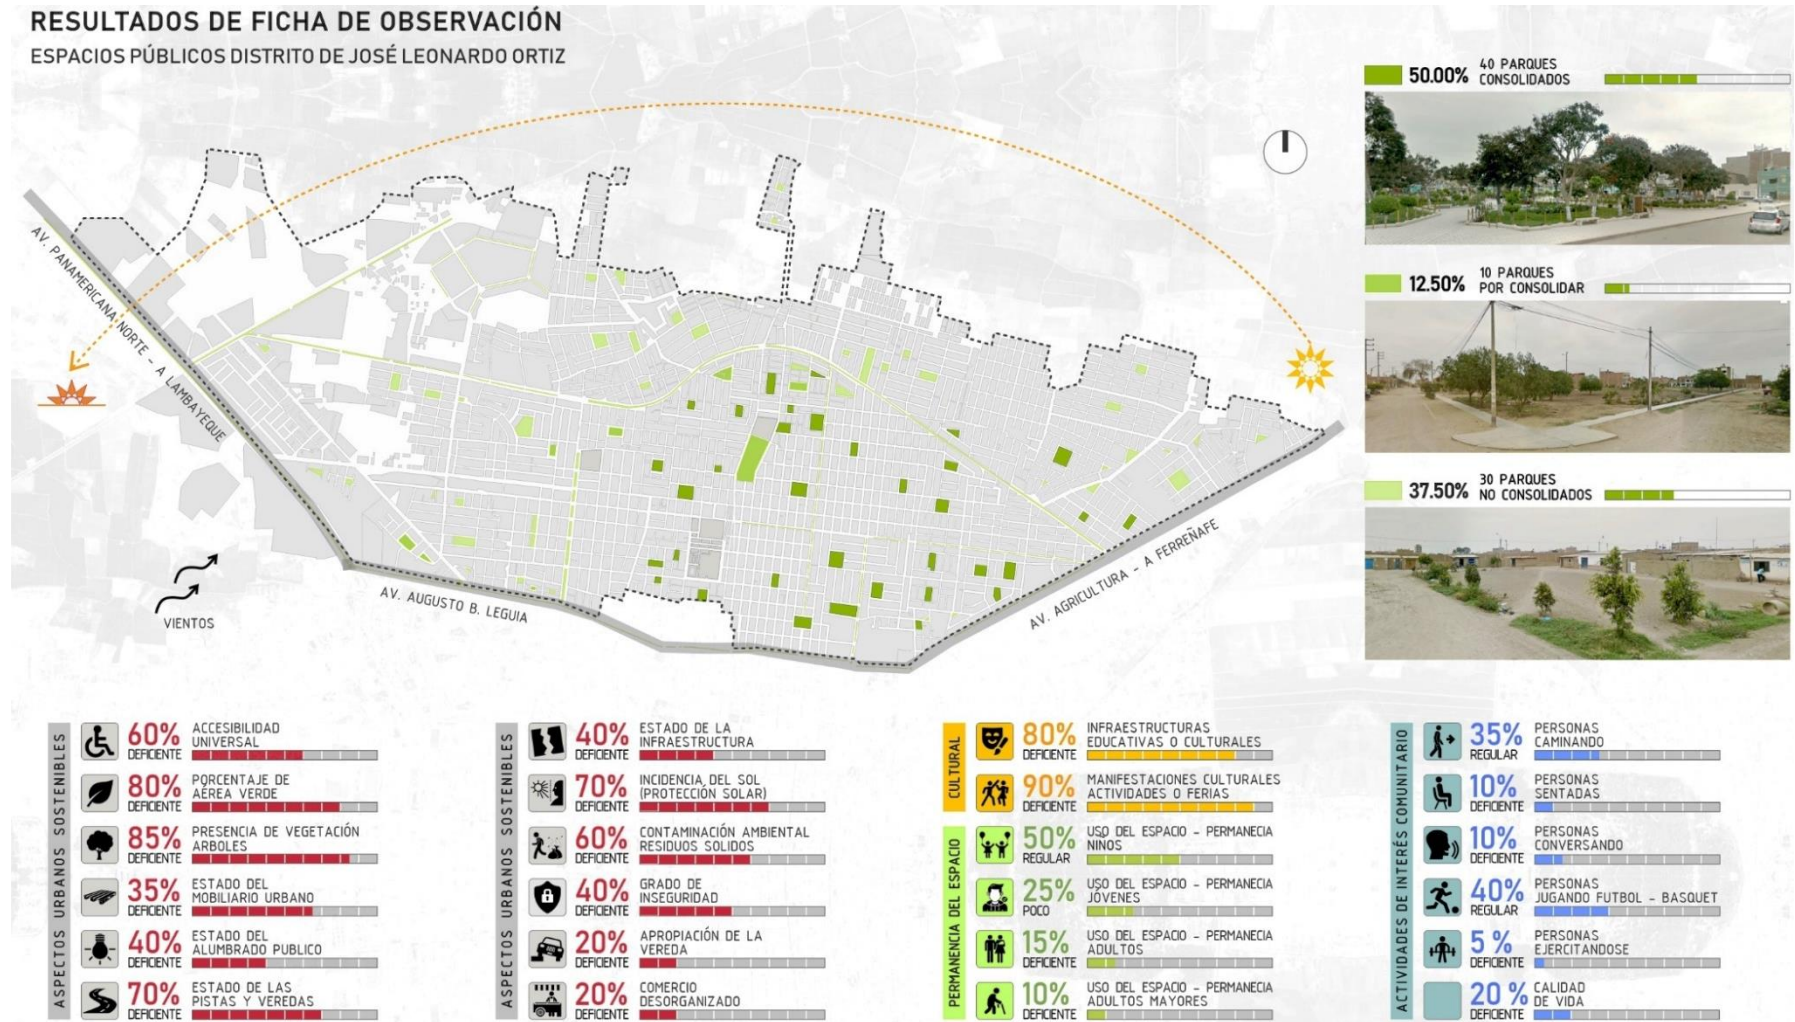 RESULTADOS DE FICHA DE OBSERVACIÓN
ESPACIOS PÚBLICOS DISTRITO DE JOSÉ LEONARDO ORTIZ
AV. PANAMERICANA NORTE - A LAMBAYEQUE
VIENTOS
AV. AUGUSTO B. LEGUIA
AV. AGRICULTURA - A FERREÑAFE
50.00%
40 PARQUES
CONSOLIDADOS
12.50%
10 PARQUES
POR CONSOLIDAR
37.50%
30 PARQUES
NO CONSOLIDADOS
ASPECTOS URBANOS SOSTENIBLES
60%
DEFICIENTE
ACCESIBILIDAD
UNIVERSAL
80%
DEFICIENTE
PORCENTAJE DE
AÉREA VERDE
85%
DEFICIENTE
PRESENCIA DE VEGETACIÓN
ARBOLES
35%
DEFICIENTE
ESTADO DEL
MOBILIARIO URBANO
40%
DEFICIENTE
ESTADO DEL
ALUMBRADO PUBLICO
70%
DEFICIENTE
ESTADO DE LAS
PISTAS Y VEREDAS
ASPECTOS URBANOS SOSTENIBLES
40%
DEFICIENTE
ESTADO DE LA
INFRAESTRUCTURA
70%
DEFICIENTE
INCIDENCIA DEL SOL
(PROTECCIÓN SOLAR)
60%
DEFICIENTE
CONTAMINACIÓN AMBIENTAL
RESIDUOS SOLIDOS
40%
DEFICIENTE
GRADO DE
INSEGURIDAD
20%
DEFICIENTE
APROPIACIÓN DE LA
VEREDA
20%
DEFICIENTE
COMERCIO
DESORGANIZADO
CULTURAL
80%
DEFICIENTE
INFRAESTRUCTURAS
EDUCATIVAS O CULTURALES
90%
DEFICIENTE
MANIFESTACIONES CULTURALES
ACTIVIDADES O FERIAS
PERMANENCIA DEL ESPACIO
50%
REGULAR
USO DEL ESPACIO - PERMANECIA
NINOS
25%
POCO
USO DEL ESPACIO - PERMANECIA
JÓVENES
15%
DEFICIENTE
USO DEL ESPACIO - PERMANECIA
ADULTOS
10%
DEFICIENTE
USO DEL ESPACIO - PERMANECIA
ADULTOS MAYORES
ACTIVIDADES DE INTERÉS COMUNITARIO
35%
REGULAR
PERSONAS
CAMINANDO
10%
DEFICIENTE
PERSONAS
SENTADAS
10%
DEFICIENTE
PERSONAS
CONVERSANDO
40%
REGULAR
PERSONAS
JUGANDO FUTBOL - BASQUET
5 %
DEFICIENTE
PERSONAS
EJERCITANDOSE
20 %
DEFICIENTE
CALIDAD
DE VIDA